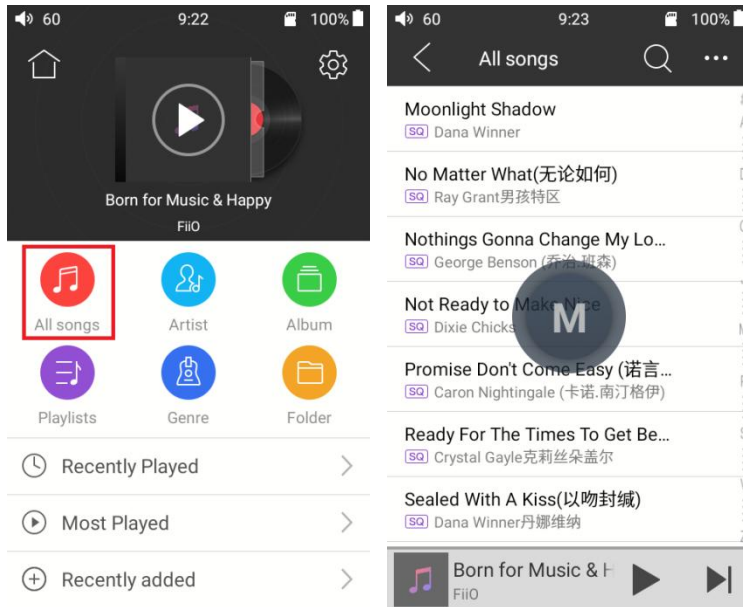 60 9:22 100%
Born for Music & Happy
FiiO
All songs Artist Album
Playlists Genre Folder
Recently Played
Most Played
Recently added
60 9:23 100%
All songs
Moonlight Shadow
SQ Dana Winner
No Matter What(无论如何)
SQ Ray Grant男孩特区
Nothings Gonna Change My Lo...
SQ George Benson (乔治.班森)
Not Ready to Make Nice
SQ Dixie Chicks
M
Promise Don't Come Easy (诺言...
SQ Caron Nightingale (卡诺.南汀格伊)
Ready For The Times To Get Be...
SQ Crystal Gayle克莉丝朵盖尔
Sealed With A Kiss(以吻封缄)
SQ Dana Winner丹娜维纳
Born for Music & H
FiiO